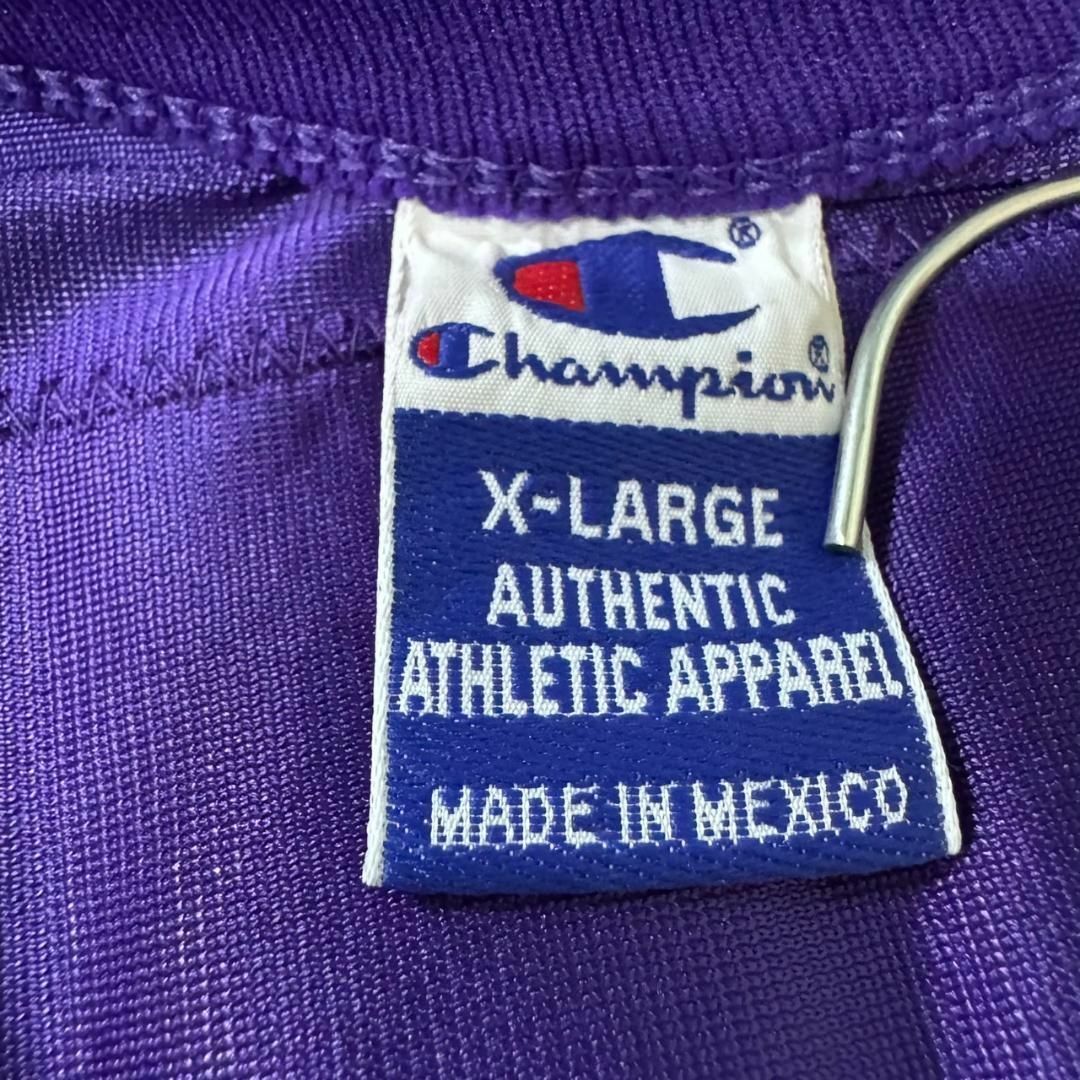 ®
Champion®
X-LARGE
AUTHENTIC
ATHLETIC APPAREL
MADE IN MEXICO